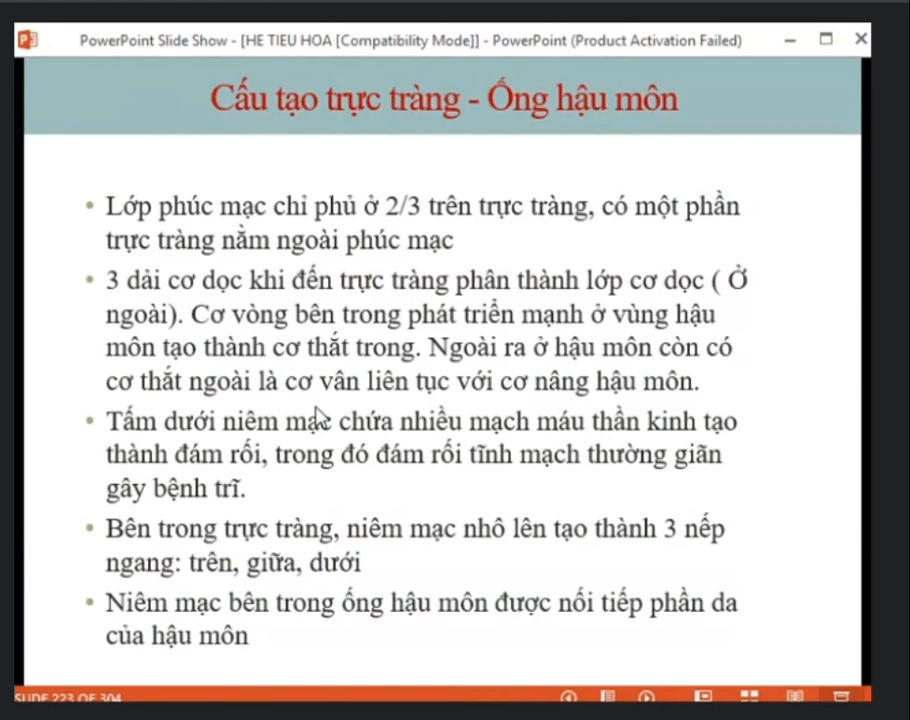 PowerPoint Slide Show - [HE TIEU HOA [Compatibility Mode]] - PowerPoint (Product Activation Failed)
Cấu tạo trực tràng - Ống hậu môn
• Lớp phúc mạc chỉ phủ ở 2/3 trên trực tràng, có một phần
trực tràng nằm ngoài phúc mạc
• 3 dải cơ dọc khi đến trực tràng phân thành lớp cơ dọc ( Ở
ngoài). Cơ vòng bên trong phát triển mạnh ở vùng hậu
môn tạo thành cơ thắt trong. Ngoài ra ở hậu môn còn có
cơ thắt ngoài là cơ vân liên tục với cơ nâng hậu môn.
• Tấm dưới niêm mạc chứa nhiều mạch máu thần kinh tạo
thành đám rối, trong đó đám rối tĩnh mạch thường giãn
gây bệnh trĩ.
• Bên trong trực tràng, niêm mạc nhô lên tạo thành 3 nếp
ngang: trên, giữa, dưới
• Niêm mạc bên trong ống hậu môn được nối tiếp phần da
của hậu môn
SLIDE 223 OF 304